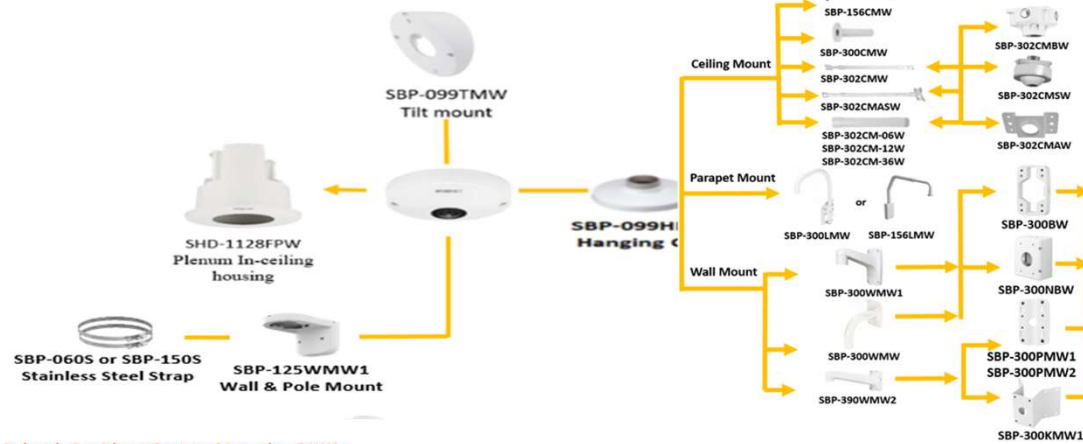 SBP-099TMW
Tilt mount
SHD-1128FPW
Plenum In-ceiling
housing
SBP-099H
Hanging
SBP-060S or SBP-150S
Stainless Steel Strap
SBP-125WMW1
Wall & Pole Mount
SBP-156CMW
SBP-300CMW
Ceiling Mount
SBP-302CMW
SBP-302CMASW
SBP-302CM-06W
SBP-302CM-12W
SBP-302CM-36W
SBP-302CMBW
SBP-302CMSW
SBP-302CMAW
Parapet Mount
or
SBP-300LMW
SBP-156LMW
SBP-300BW
Wall Mount
SBP-300WMW1
SBP-300NBW
SBP-300WMW
SBP-300PMW1
SBP-300PMW2
SBP-390WMW2
SBP-300KMW1